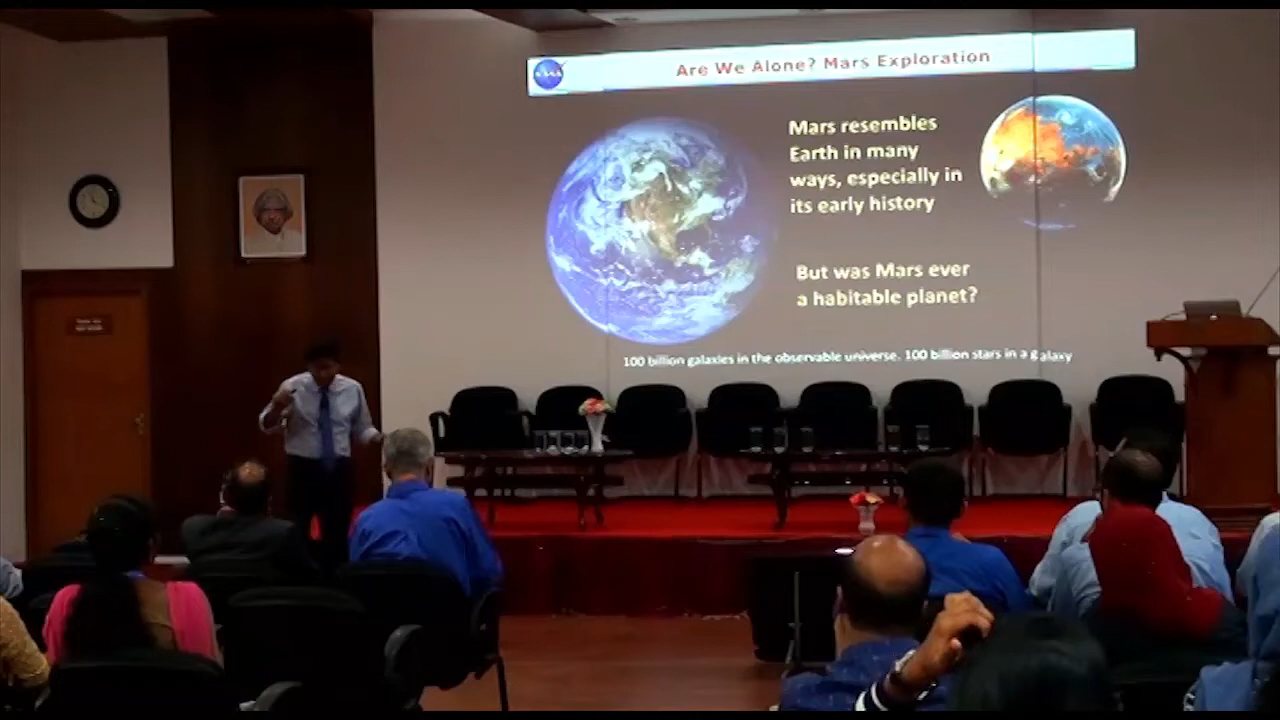 NASA
Are We Alone? Mars Exploration
Mars resembles
Earth in many
ways, especially in
its early history
But was Mars ever
a habitable planet?
100 billion galaxies in the observable universe. 100 billion stars in a galaxy